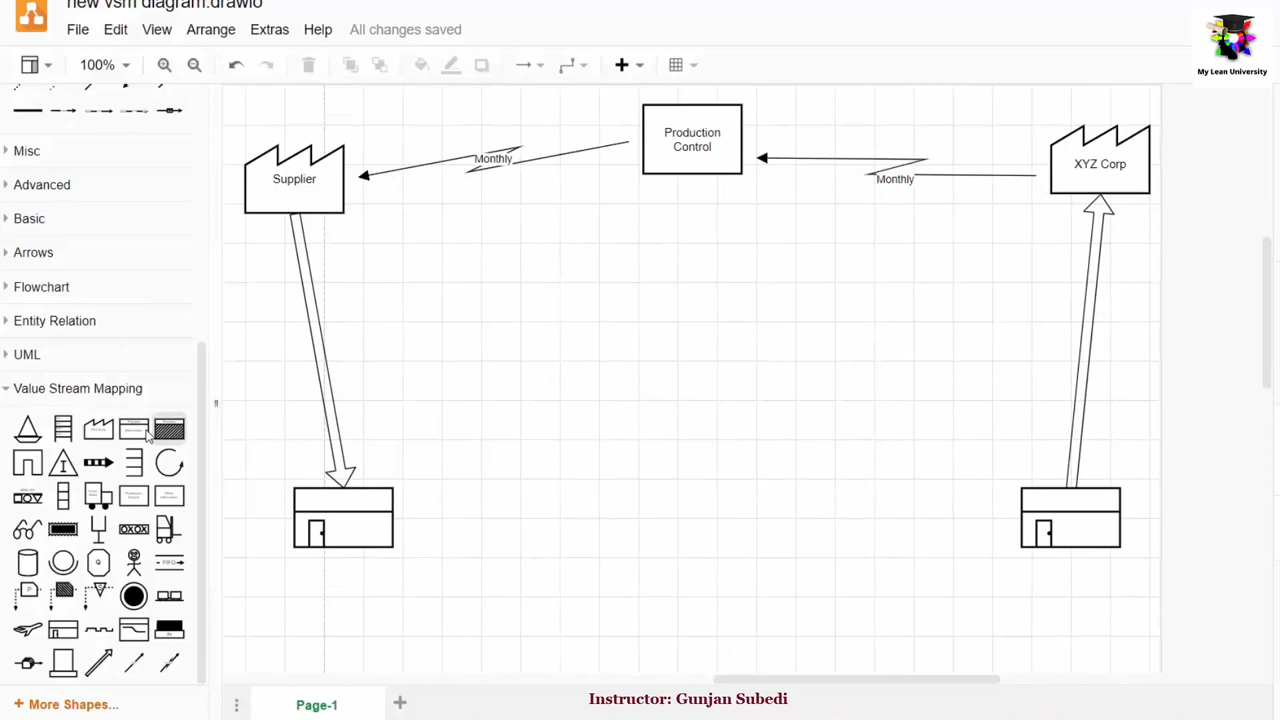 new vsm diagram.drawio
File Edit View Arrange Extras Help All changes saved
100%
My Lean University
Misc
Advanced
Basic
Arrows
Flowchart
Entity Relation
UML
Value Stream Mapping
+ More Shapes...
Supplier
Monthly
Production
Control
Monthly
XYZ Corp
Page-1
Instructor: Gunjan Subedi